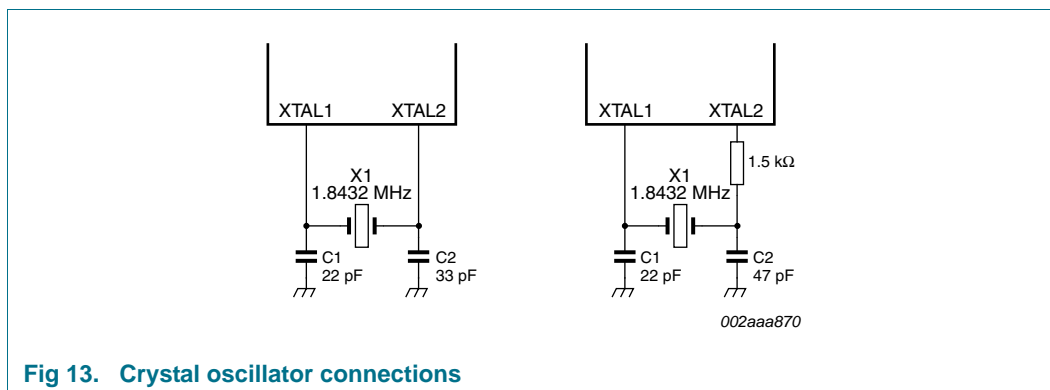 XTAL1 XTAL2
X1
1.8432 MHz
C1
22 pF
C2
33 pF
XTAL1 XTAL2
1.5 kΩ
X1
1.8432 MHz
C1
22 pF
C2
47 pF
002aaa870
Fig 13. Crystal oscillator connections